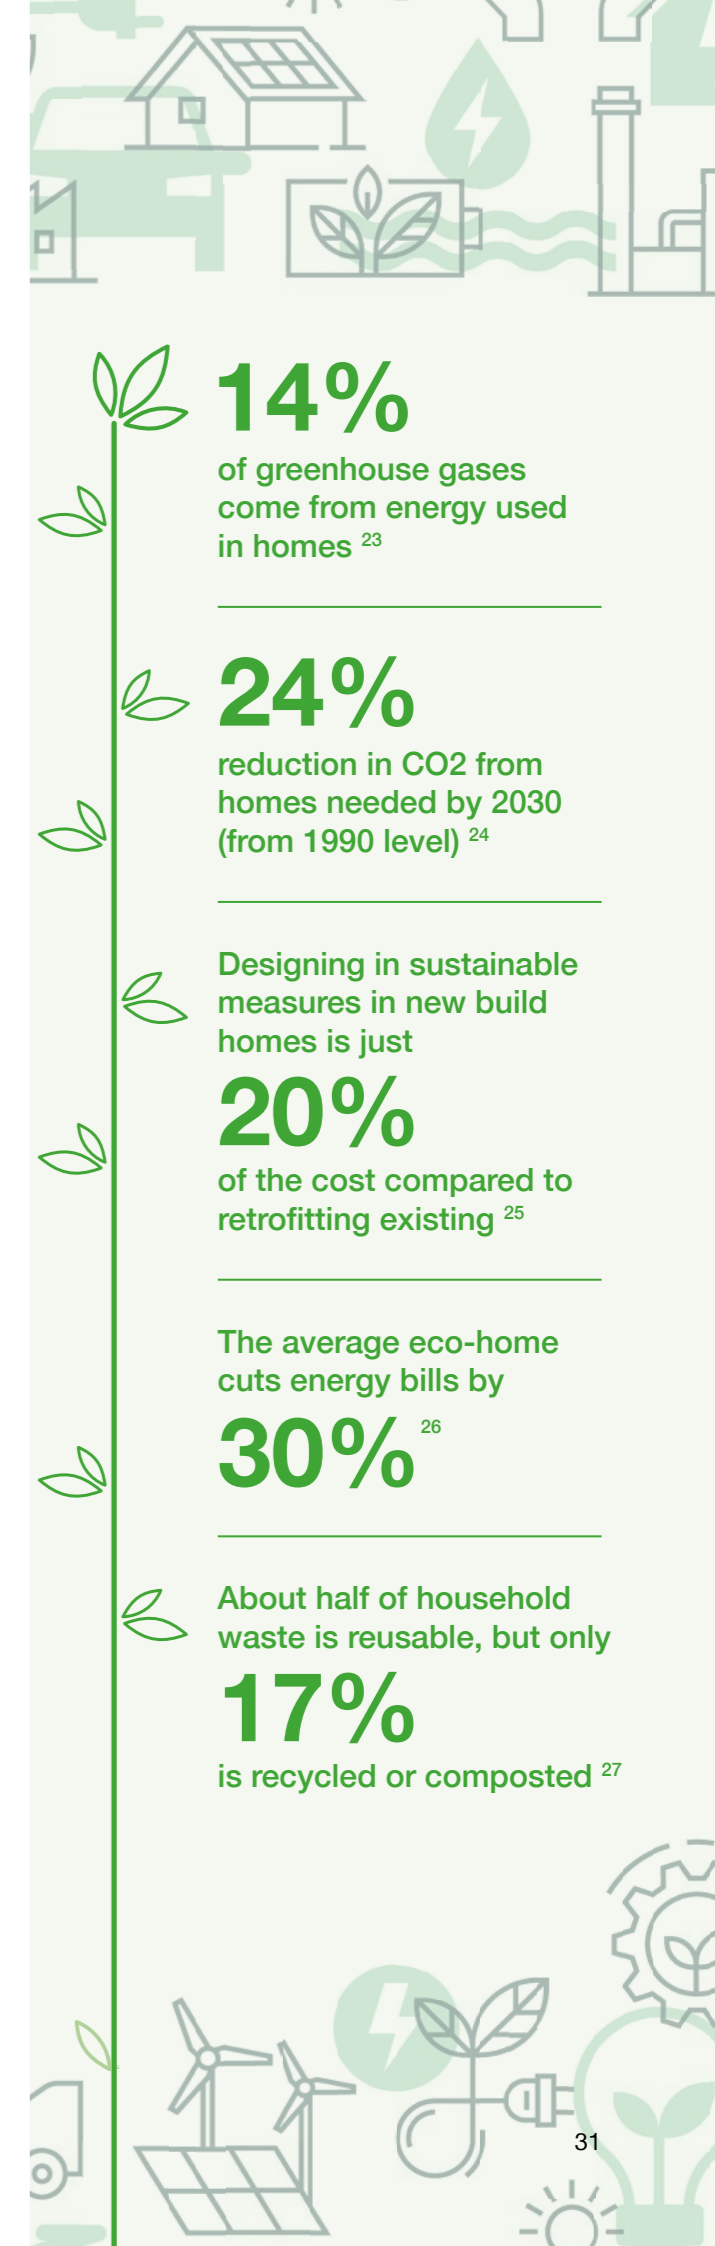 14%
of greenhouse gases
come from energy used
in homes 23
24%
reduction in CO2 from
homes needed by 2030
(from 1990 level) 24
Designing in sustainable
measures in new build
homes is just
20%
of the cost compared to
retrofitting existing 25
The average eco-home
cuts energy bills by
30% 26
About half of household
waste is reusable, but only
17%
is recycled or composted 27
31